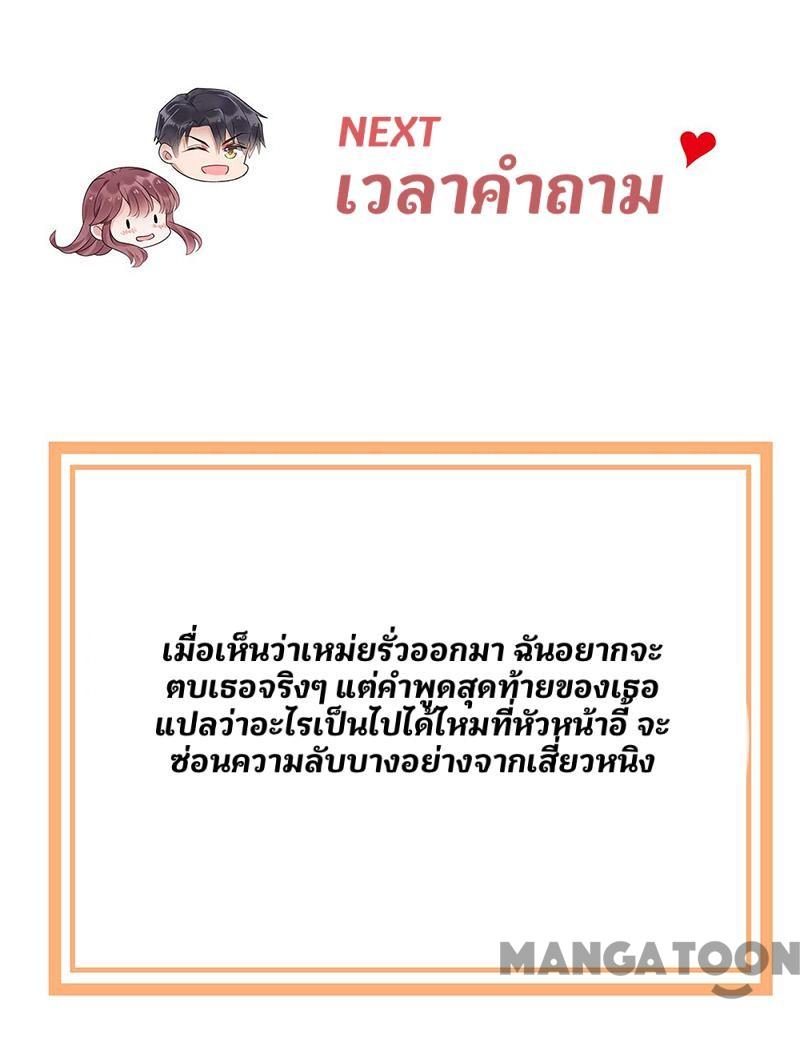 NEXT
เวลาคำถาม
เมื่อเห็นว่าเหม่ยรั่วออกมา ฉันอยากจะ
ตบเธอจริงๆ แต่คำพูดสุดท้ายของเธอ
แปลว่าอะไรเป็นไปได้ไหมที่หัวหน้าอี้ จะ
ซ่อนความลับบางอย่างจากเสี่ยวหนิง
MANGATOON